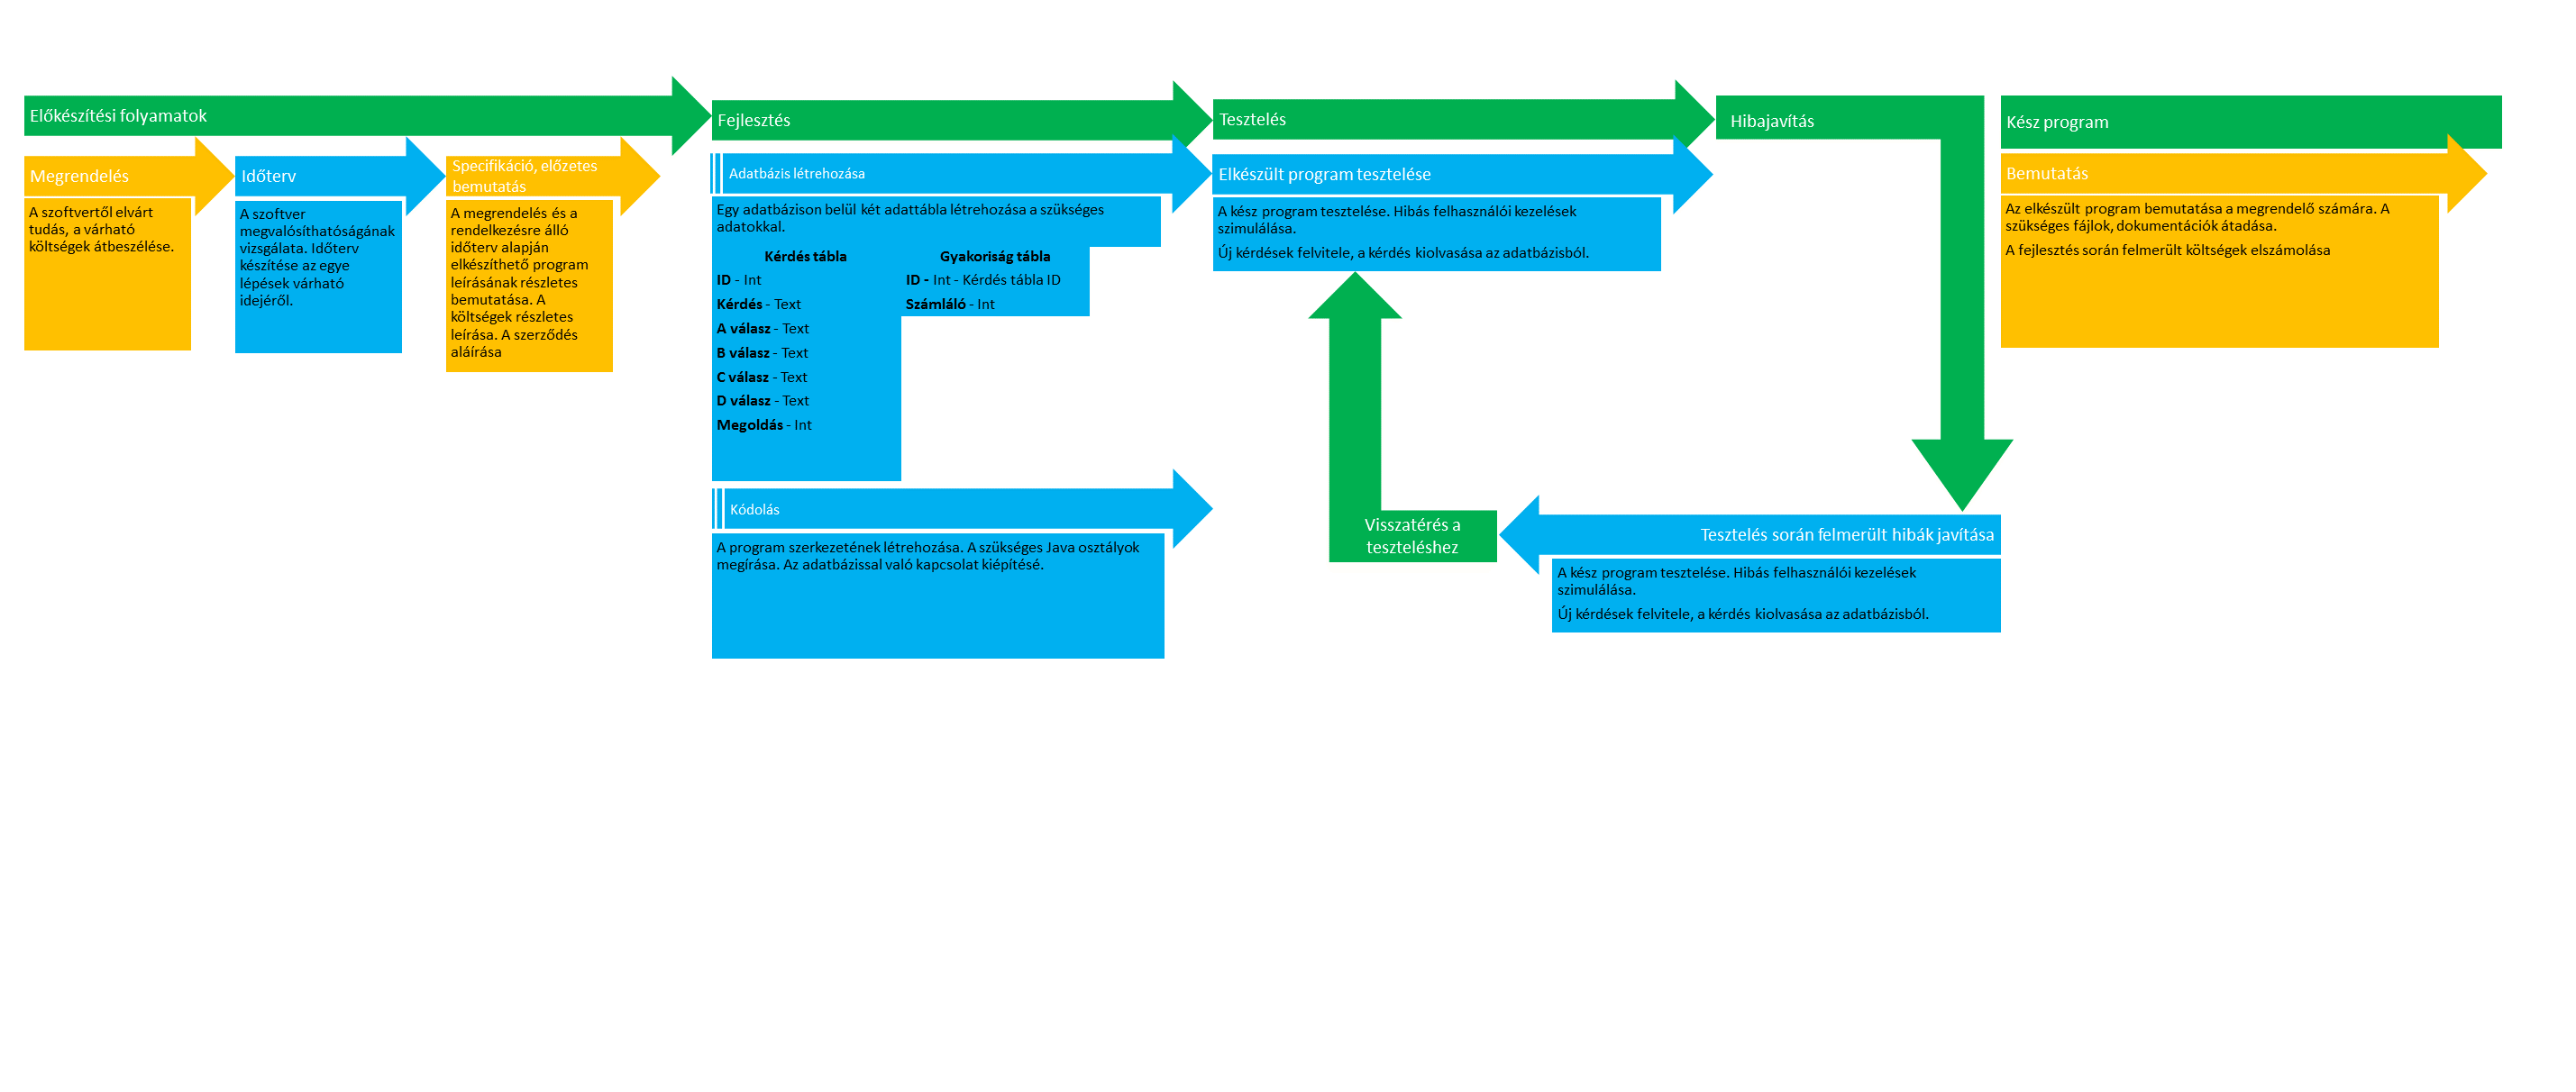 Előkészítési folyamatok
Megrendelés
A szoftvertől elvárt
tudás, a várható
költségek átbeszélése.
Időterv
A szoftver
megvalósíthatóságának
vizsgálata. Időterv
készítése az egye
lépések várható
idejéről.
Specifikáció, előzetes
bemutatás
A megrendelés és a
rendelkezésre álló
időterv alapján
elkészíthető program
leírásának részletes
bemutatása. A
költségek részletes
leírása. A szerződés
aláírása
Fejlesztés
Adatbázis létrehozása
Egy adatbázison belül két adattábla létrehozása a szükséges
adatokkal.
Kérdés tábla
ID - Int
Kérdés - Text
A válasz - Text
B válasz - Text
C válasz - Text
D válasz - Text
Megoldás - Int
Gyakoriság tábla
ID - Int - Kérdés tábla ID
Számláló - Int
Kódolás
A program szerkezetének létrehozása. A szükséges Java osztályok
megírása. Az adatbázissal való kapcsolat kiépítésé.
Tesztelés
Elkészült program tesztelése
A kész program tesztelése. Hibás felhasználói kezelések
szimulálása.
Új kérdések felvitele, a kérdés kiolvasása az adatbázisból.
Hibajavítás
Tesztelés során felmerült hibák javítása
A kész program tesztelése. Hibás felhasználói kezelések
szimulálása.
Új kérdések felvitele, a kérdés kiolvasása az adatbázisból.
Visszatérés a
teszteléshez
Kész program
Bemutatás
Az elkészült program bemutatása a megrendelő számára. A
szükséges fájlok, dokumentációk átadása.
A fejlesztés során felmerült költségek elszámolása